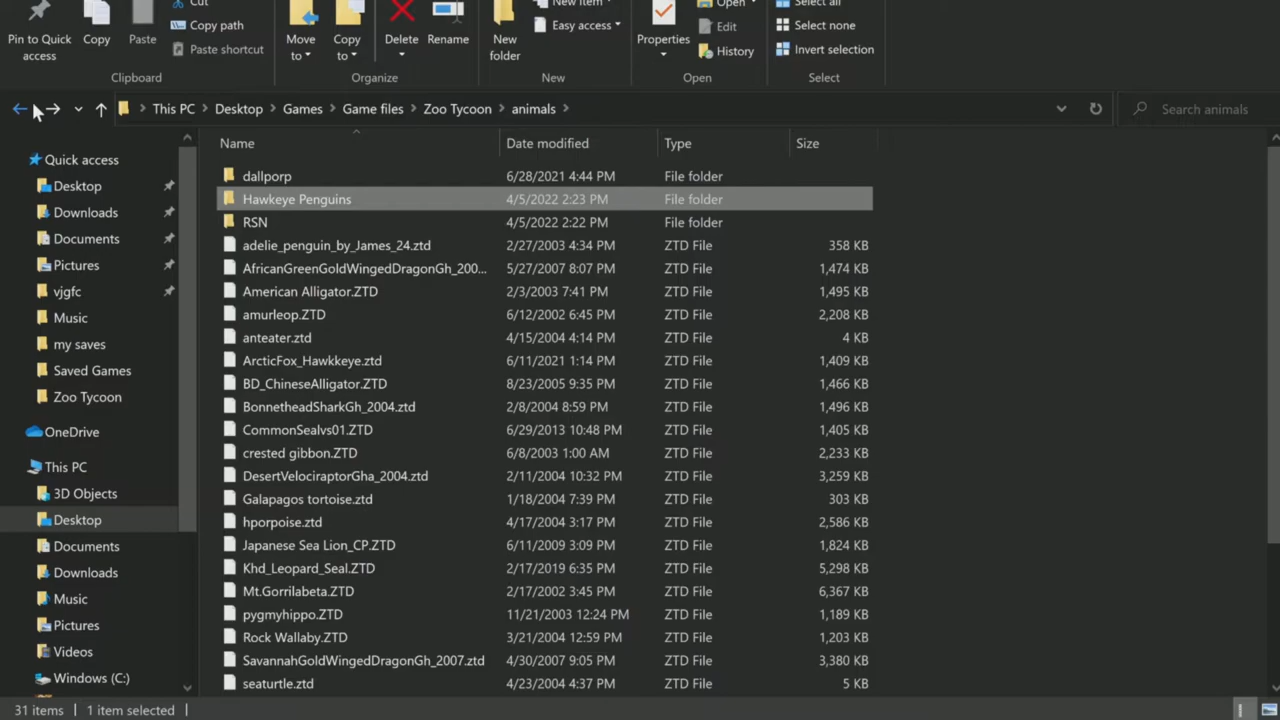 Cut
Copy path
Paste shortcut
Pin to Quick access
Copy
Paste
Move to
Copy to
Delete
Rename
New folder
New item
Easy access
Properties
Open
Edit
History
Select all
Select none
Invert selection
Clipboard
Organize
New
Open
Select
This PC > Desktop > Games > Game files > Zoo Tycoon > animals >
Search animals
Quick access
Desktop
Downloads
Documents
Pictures
vjgfc
Music
my saves
Saved Games
Zoo Tycoon
OneDrive
This PC
3D Objects
Desktop
Documents
Downloads
Music
Pictures
Videos
Windows (C:)
Name Date modified Type Size
dallporp 6/28/2021 4:44 PM File folder
Hawkeye Penguins 4/5/2022 2:23 PM File folder
RSN 4/5/2022 2:22 PM File folder
adelie_penguin_by_James_24.ztd 2/27/2003 4:34 PM ZTD File 358 KB
AfricanGreenGoldWingedDragonGh_200... 5/27/2007 8:07 PM ZTD File 1,474 KB
American Alligator.ZTD 2/3/2003 7:41 PM ZTD File 1,495 KB
amurleop.ZTD 6/12/2002 6:45 PM ZTD File 2,208 KB
anteater.ztd 4/15/2004 4:14 PM ZTD File 4 KB
ArcticFox_Hawkkeye.ztd 6/11/2021 1:14 PM ZTD File 1,409 KB
BD_ChineseAlligator.ZTD 8/23/2005 9:35 PM ZTD File 1,466 KB
BonnetheadSharkGh_2004.ztd 2/8/2004 8:59 PM ZTD File 1,496 KB
CommonSealvs01.ZTD 6/29/2013 10:48 PM ZTD File 1,405 KB
crested gibbon.ZTD 6/8/2003 1:00 AM ZTD File 2,233 KB
DesertVelociraptorGha_2004.ztd 2/11/2004 10:32 PM ZTD File 3,259 KB
Galapagos tortoise.ztd 1/18/2004 7:39 PM ZTD File 303 KB
hporpoise.ztd 4/17/2004 3:17 PM ZTD File 2,586 KB
Japanese Sea Lion_CP.ZTD 6/11/2009 3:09 PM ZTD File 1,824 KB
Khd_Leopard_Seal.ZTD 2/17/2019 6:35 PM ZTD File 5,298 KB
Mt.Gorrilabeta.ZTD 2/17/2002 3:45 PM ZTD File 6,367 KB
pygmyhippo.ZTD 11/21/2003 12:24 PM ZTD File 1,189 KB
Rock Wallaby.ZTD 3/21/2004 12:59 PM ZTD File 1,203 KB
SavannahGoldWingedDragonGh_2007.ztd 4/30/2007 9:05 PM ZTD File 3,380 KB
seaturtle.ztd 4/23/2004 4:37 PM ZTD File 5 KB
31 items 1 item selected